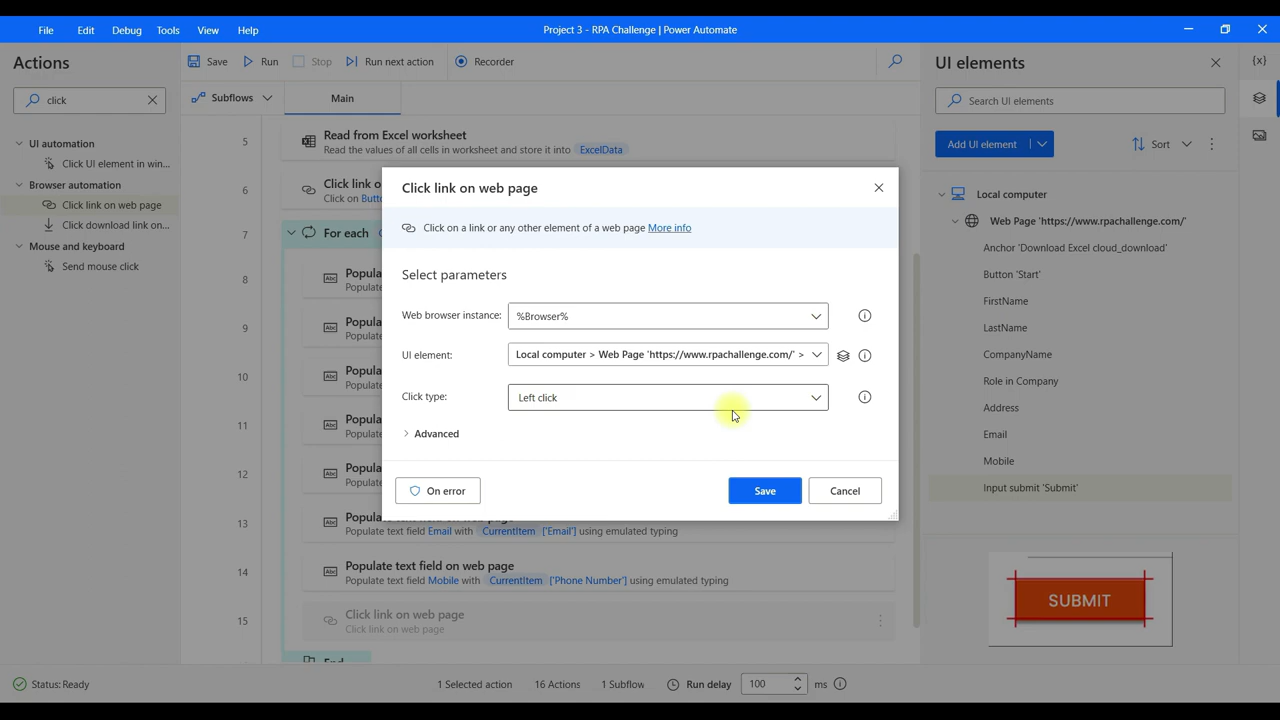 File Edit Debug Tools View Help
Project 3 - RPA Challenge | Power Automate
Actions
click
UI automation
Click UI element in win...
Browser automation
Click link on web page
Click download link on...
Mouse and keyboard
Send mouse click
Save Run Stop Run next action Recorder
Subflows Main
5 Read from Excel worksheet
Read the values of all cells in worksheet and store it into ExcelData
6 Click link o
Click on Butt
7 For each
8 Popula
Populate
9 Popula
Populate
10 Popula
Populate
11 Popula
Populate
12 Popula
Populate
13
Populate text field Email with CurrentItem ['Email'] using emulated typing
14 Populate text field on web page
Populate text field Mobile with CurrentItem ['Phone Number'] using emulated typing
15 Click link on web page
Click link on web page
End
Click link on web page
Click on a link or any other element of a web page More info
Select parameters
Web browser instance: %Browser%
UI element: Local computer > Web Page 'https://www.rpachallenge.com/' >
Click type: Left click
Advanced
On error Save Cancel
UI elements
{x}
Search UI elements
Add UI element Sort
Local computer
Web Page 'https://www.rpachallenge.com/'
Anchor 'Download Excel cloud_download'
Button 'Start'
FirstName
LastName
CompanyName
Role in Company
Address
Email
Mobile
Input submit 'Submit'
SUBMIT
Status: Ready 1 Selected action 16 Actions 1 Subflow Run delay 100 ms